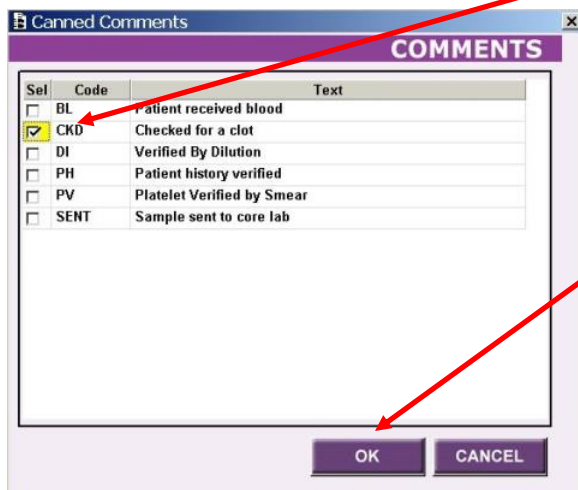 Canned Comments
COMMENTS
Sel Code Text
BL Patient received blood
CKD Checked for a clot
DI Verified By Dilution
PH Patient history verified
PV Platelet Verified by Smear
SENT Sample sent to core lab
OK CANCEL